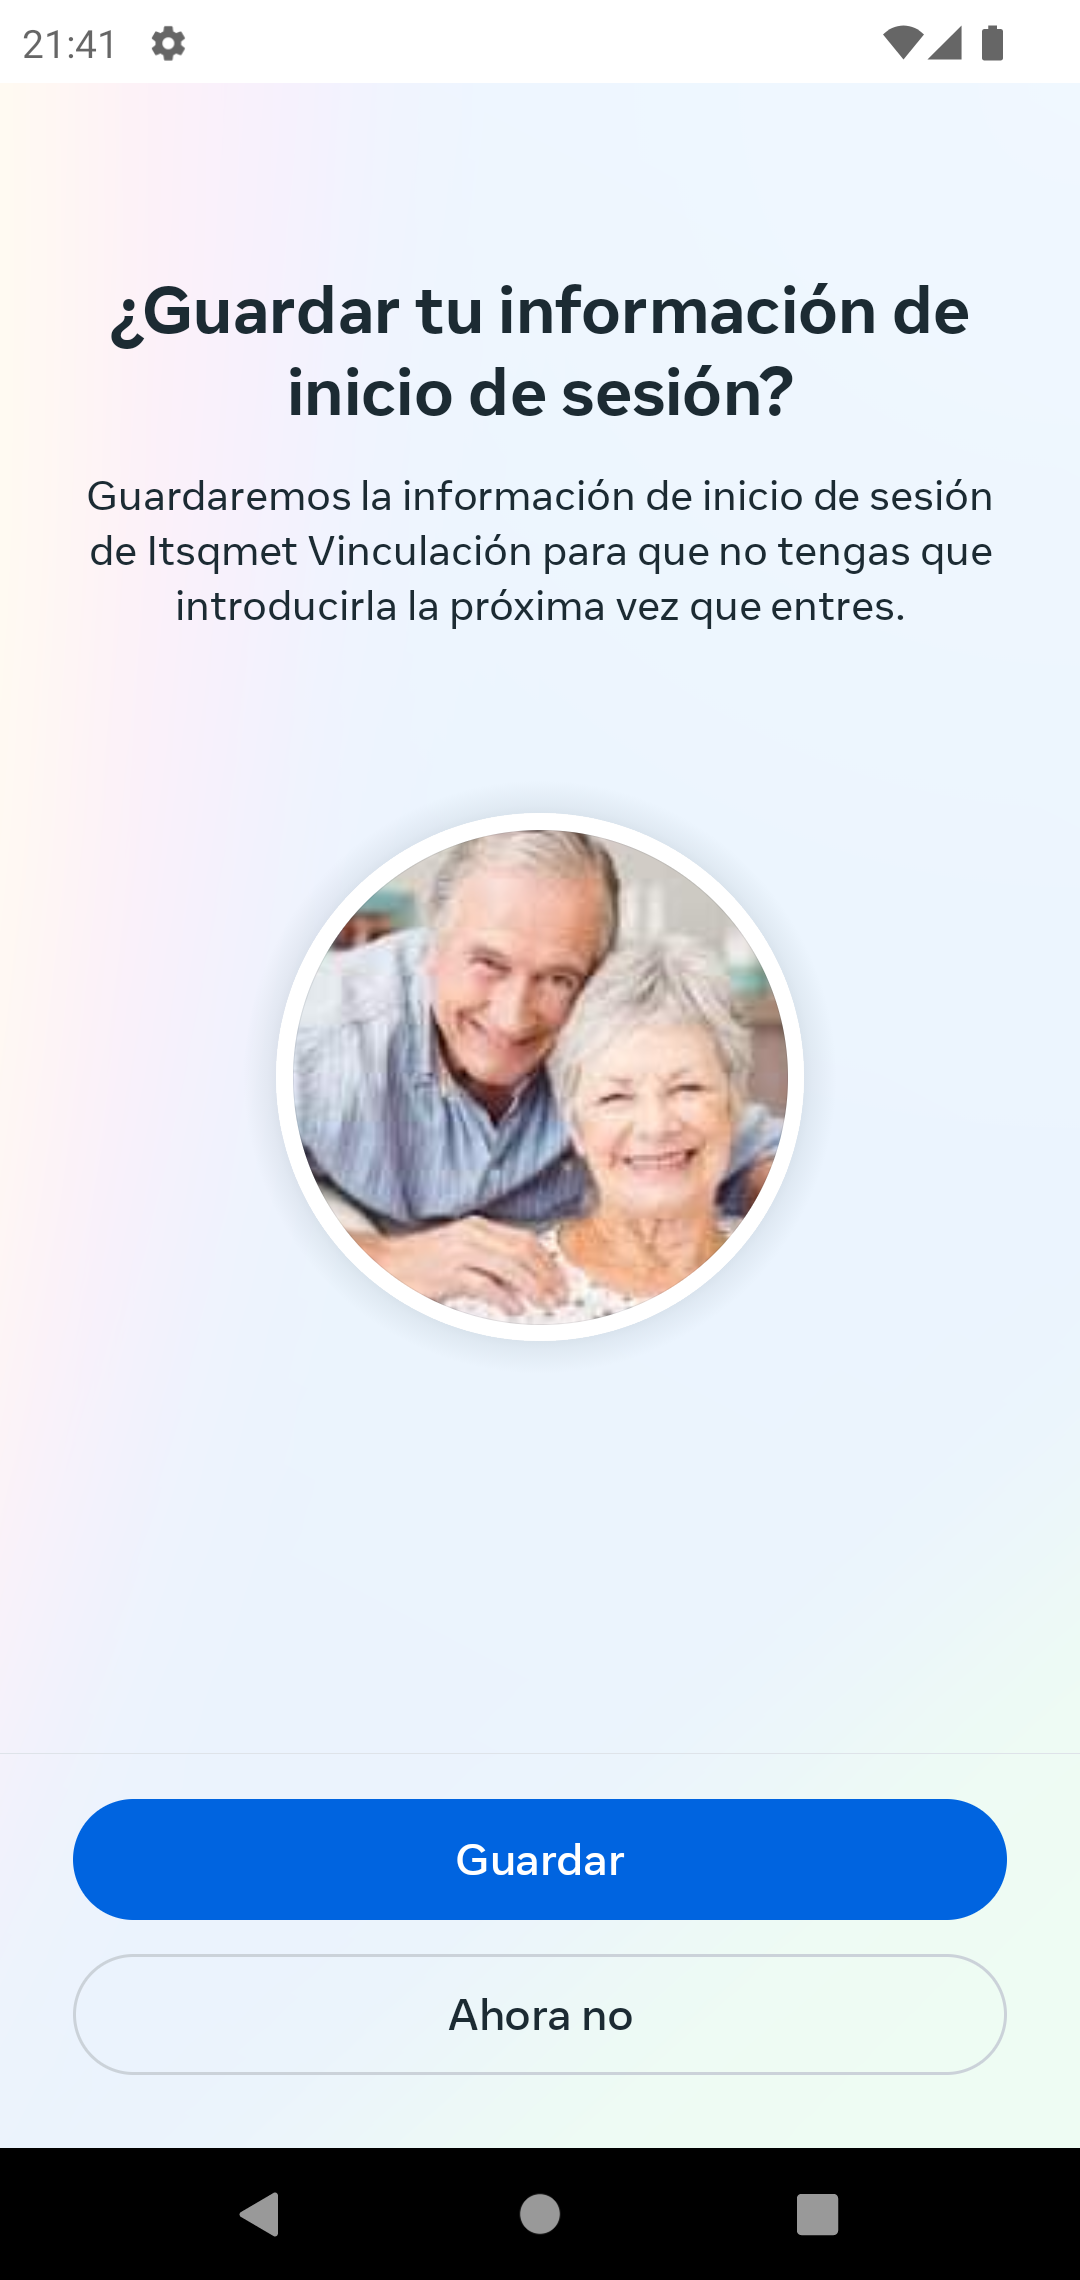 21:41
¿Guardar tu información de
inicio de sesión?
Guardaremos la información de inicio de sesión
de Itsqmet Vinculación para que no tengas que
introducirla la próxima vez que entres.
Guardar
Ahora no